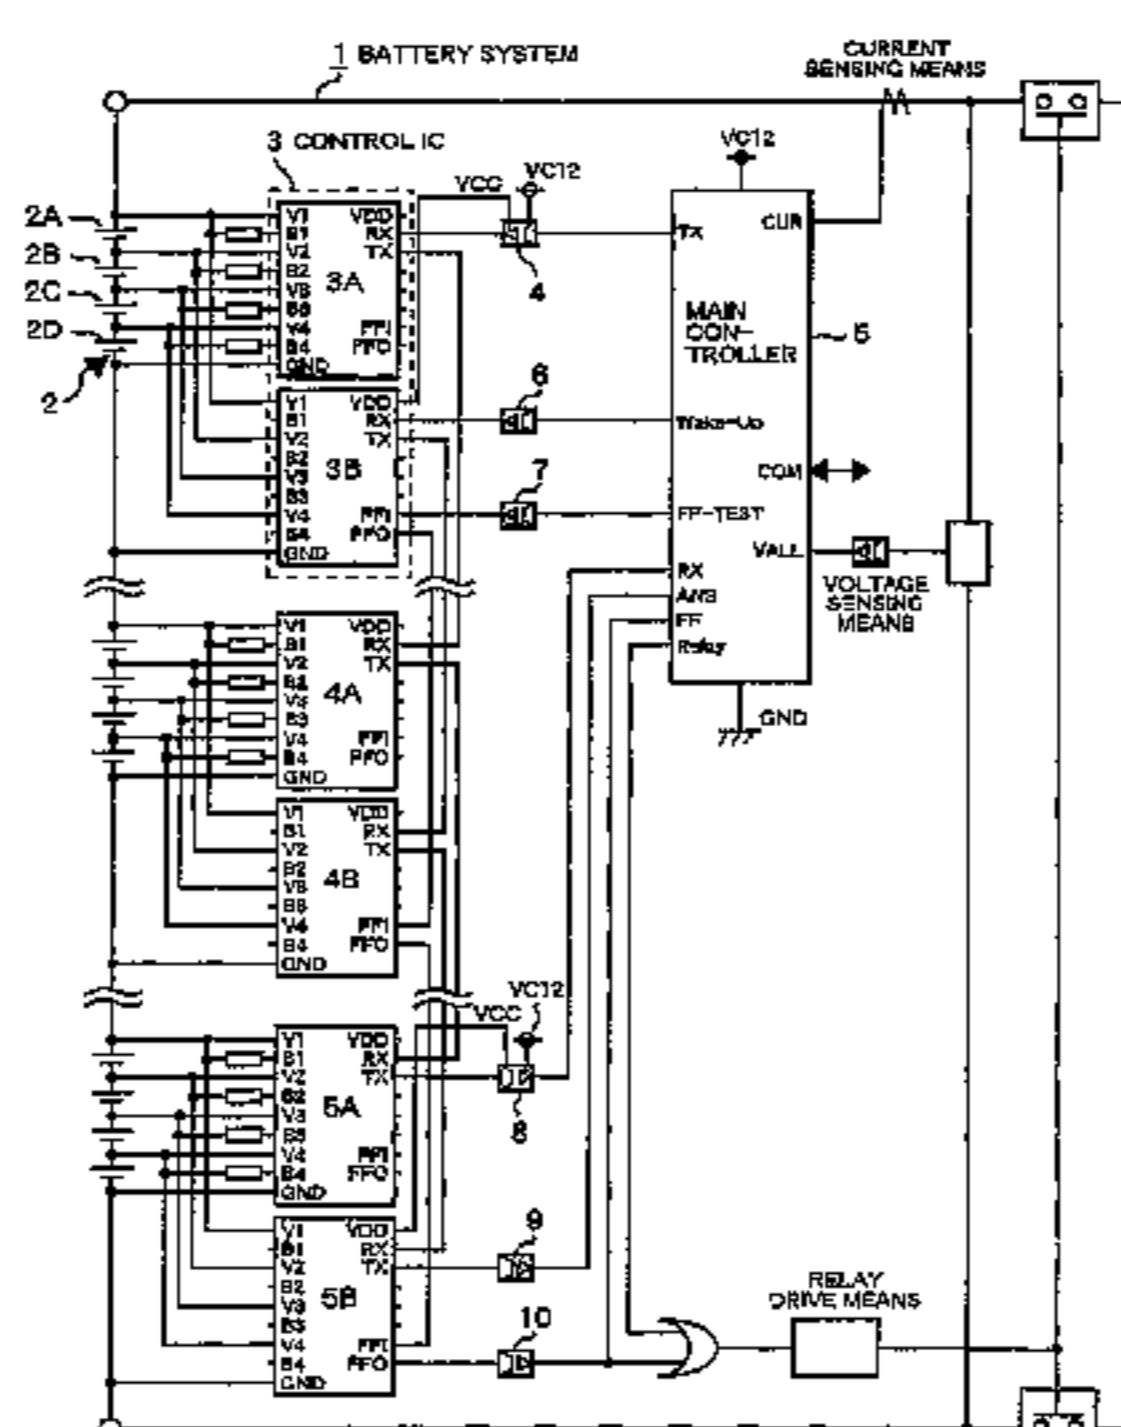 1 BATTERY SYSTEM
CURRENT
SENSING MEANS
3 CONTROL IC
VCC
VC12
VC12
2A
2B
2C
2D
2
V1
B1
V2
B2
V3
B3
V4
B4
GND
3A
VDD
RX
TX
FFI
FFO
V1
B1
V2
B2
V3
B3
V4
B4
GND
3B
VDD
RX
TX
FFI
FFO
4
6
7
TX
CUR
MAIN
CON-
TROLLER
5
Wake-Up
COM
FF-TEST
VALL
RX
ANS
FF
Relay
GND
VOLTAGE
SENSING
MEANS
V1
B1
V2
B2
V3
B3
V4
B4
GND
4A
VDD
RX
TX
FFI
FFO
V1
B1
V2
B2
V3
B3
V4
B4
GND
4B
VDD
RX
TX
FFI
FFO
VC12
VCC
V1
B1
V2
B2
V3
B3
V4
B4
GND
5A
VDD
RX
TX
FFI
FFO
8
V1
B1
V2
B2
V3
B3
V4
B4
GND
5B
VDD
RX
TX
FFI
FFO
9
10
RELAY
DRIVE MEANS